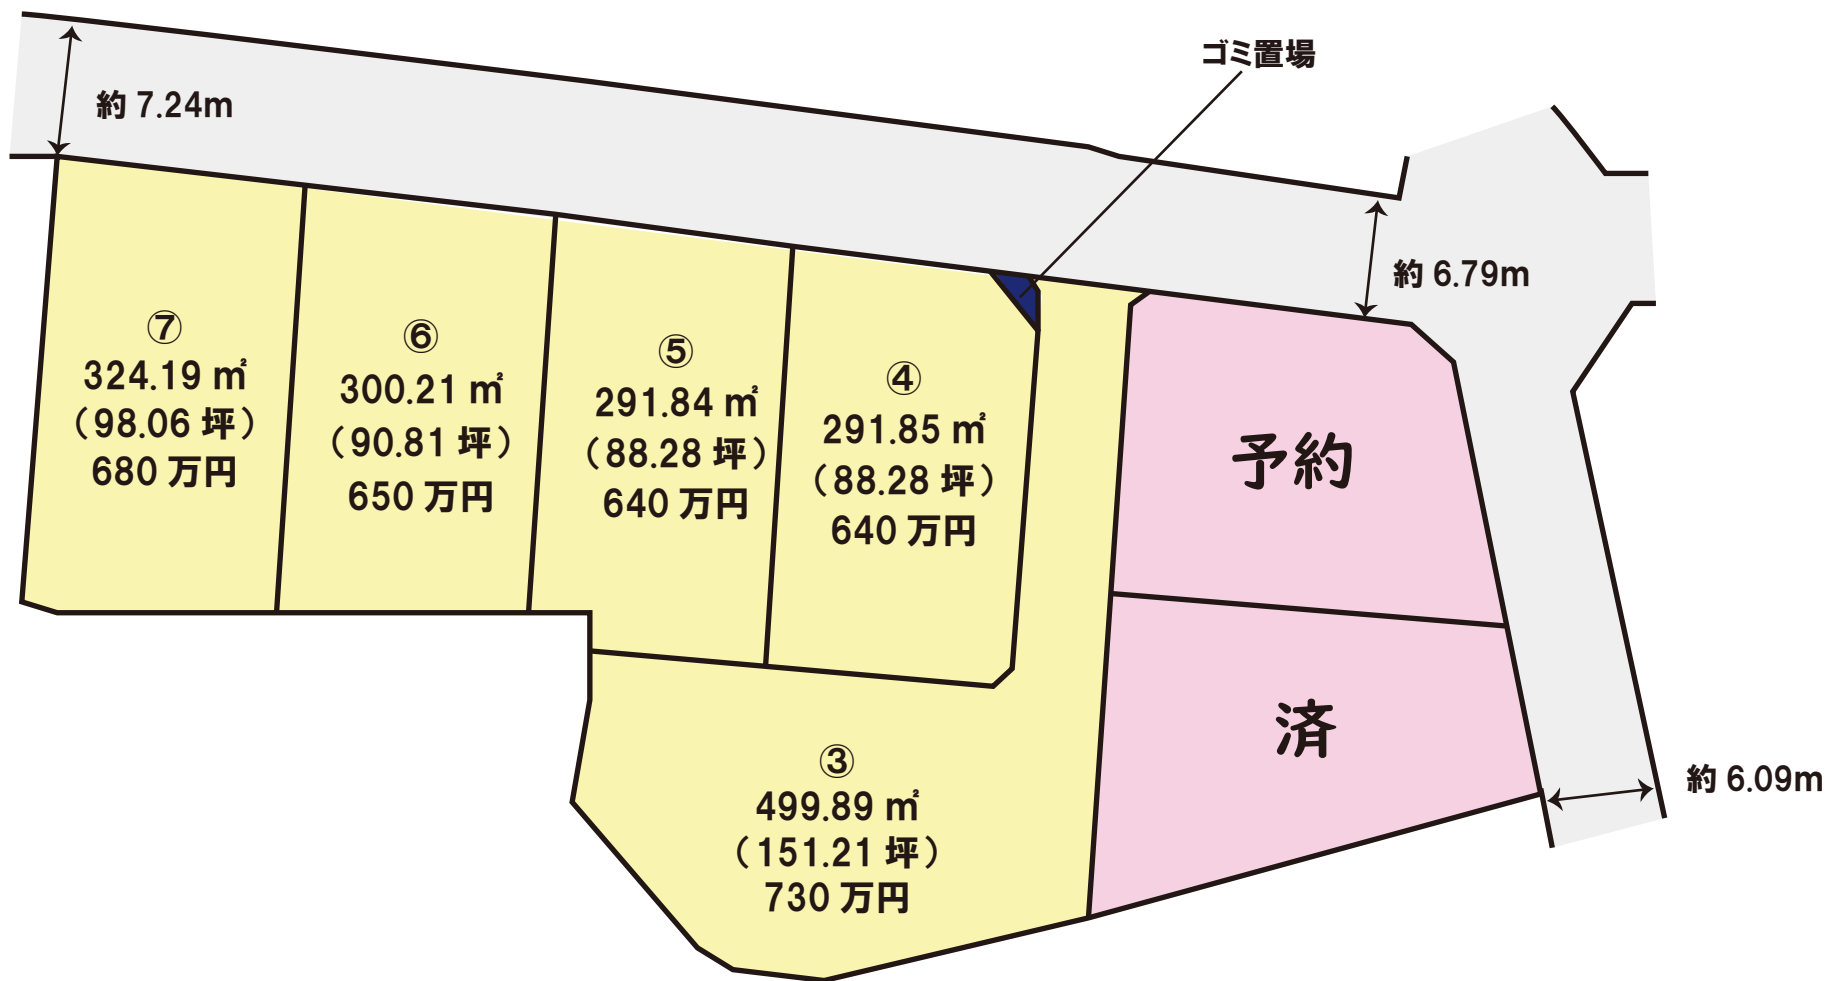 ゴミ置場
約 7.24m
約 6.79m
⑦
324.19 ㎡
（98.06 坪）
680 万円
⑥
300.21 ㎡
（90.81 坪）
650 万円
⑤
291.84 ㎡
（88.28 坪）
640 万円
④
291.85 ㎡
（88.28 坪）
640 万円
予約
済
③
499.89 ㎡
（151.21 坪）
730 万円
約 6.09m